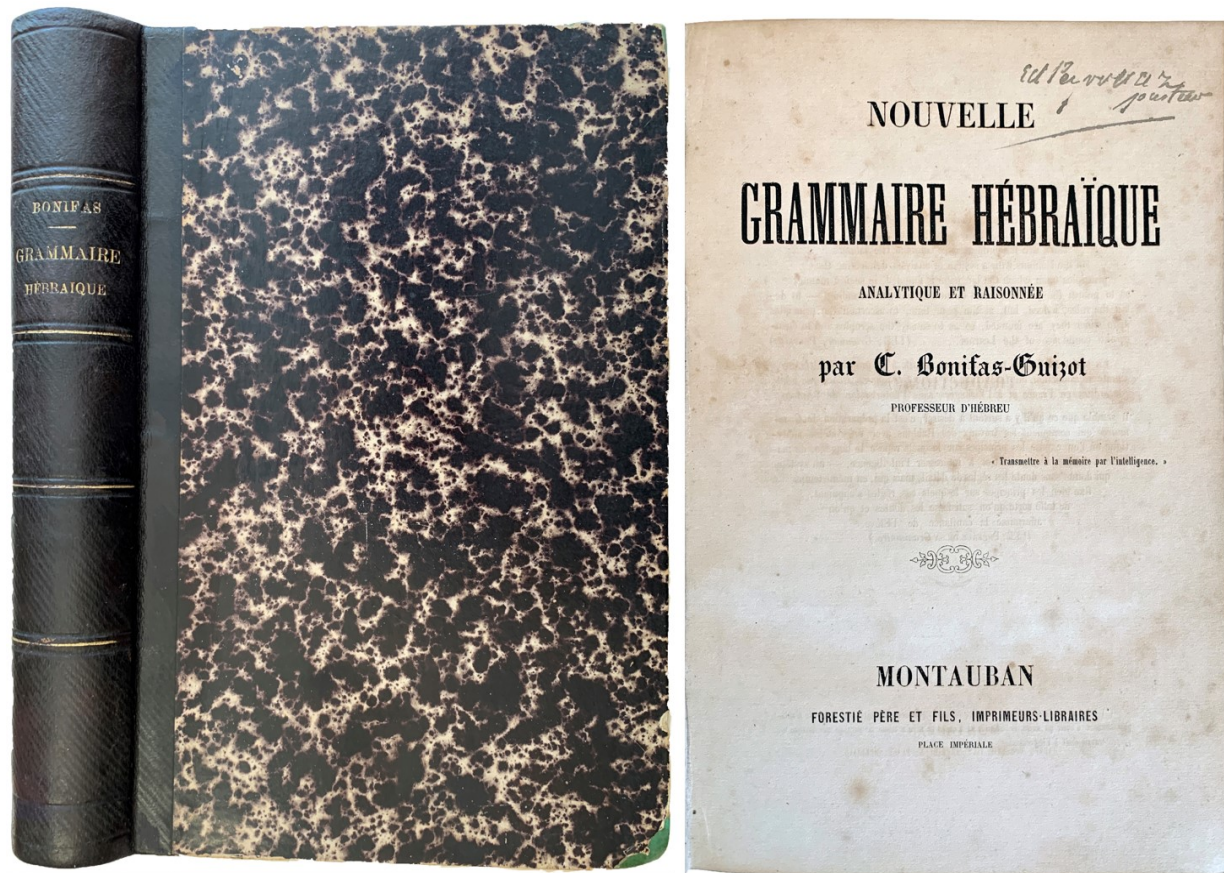 BONIFAS
GRAMMAIRE
HÉBRAIQUE
NOUVELLE
GRAMMAIRE HÉBRAÏQUE
ANALYTIQUE ET RAISONNÉE
par C. Bonifas-Guizot
PROFESSEUR D'HÉBREU
« Transmettre à la mémoire par l'intelligence. »
MONTAUBAN
FORESTIÉ PÈRE ET FILS, IMPRIMEURS-LIBRAIRES
PLACE IMPÉRIALE